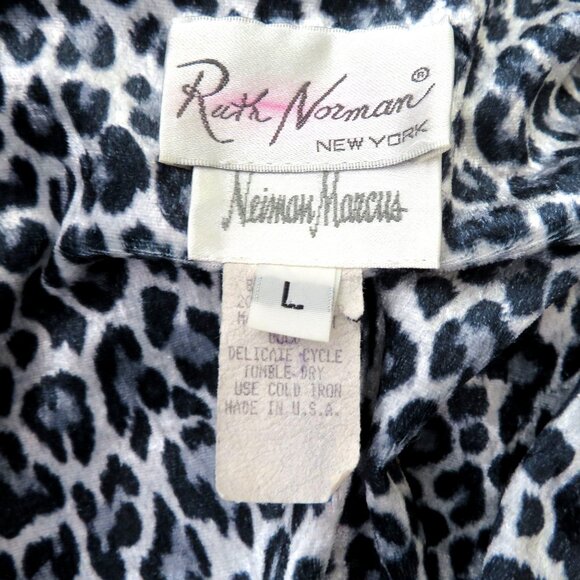 Ruth Norman®
NEW YORK
Neiman Marcus
L
DELICATE CYCLE
TUMBLE DRY
USE COLD IRON
MADE IN U.S.A.